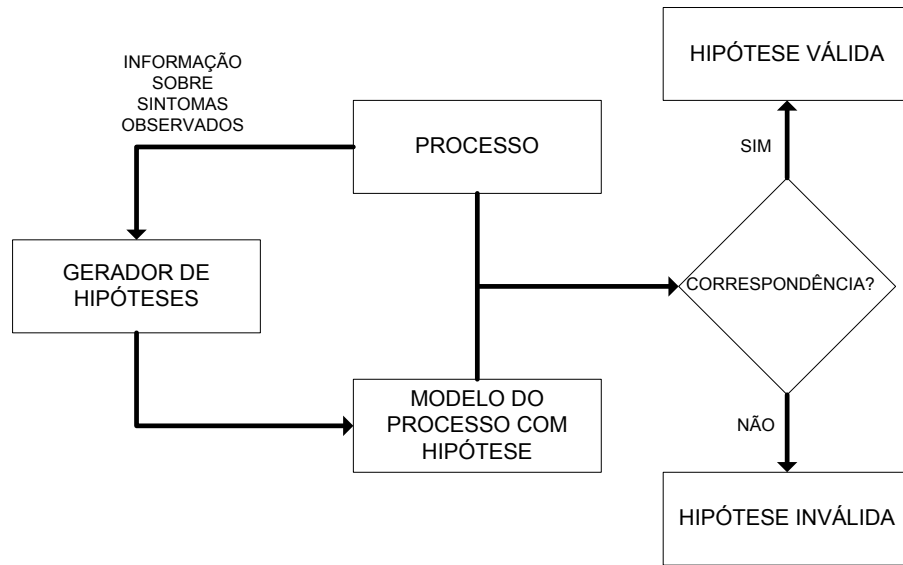 INFORMAÇÃO
SOBRE
SINTOMAS
OBSERVADOS
PROCESSO
HIPÓTESE VÁLIDA
SIM
GERADOR DE
HIPÓTESES
CORRESPONDÊNCIA?
MODELO DO
PROCESSO COM
HIPÓTESE
NÃO
HIPÓTESE INVÁLIDA